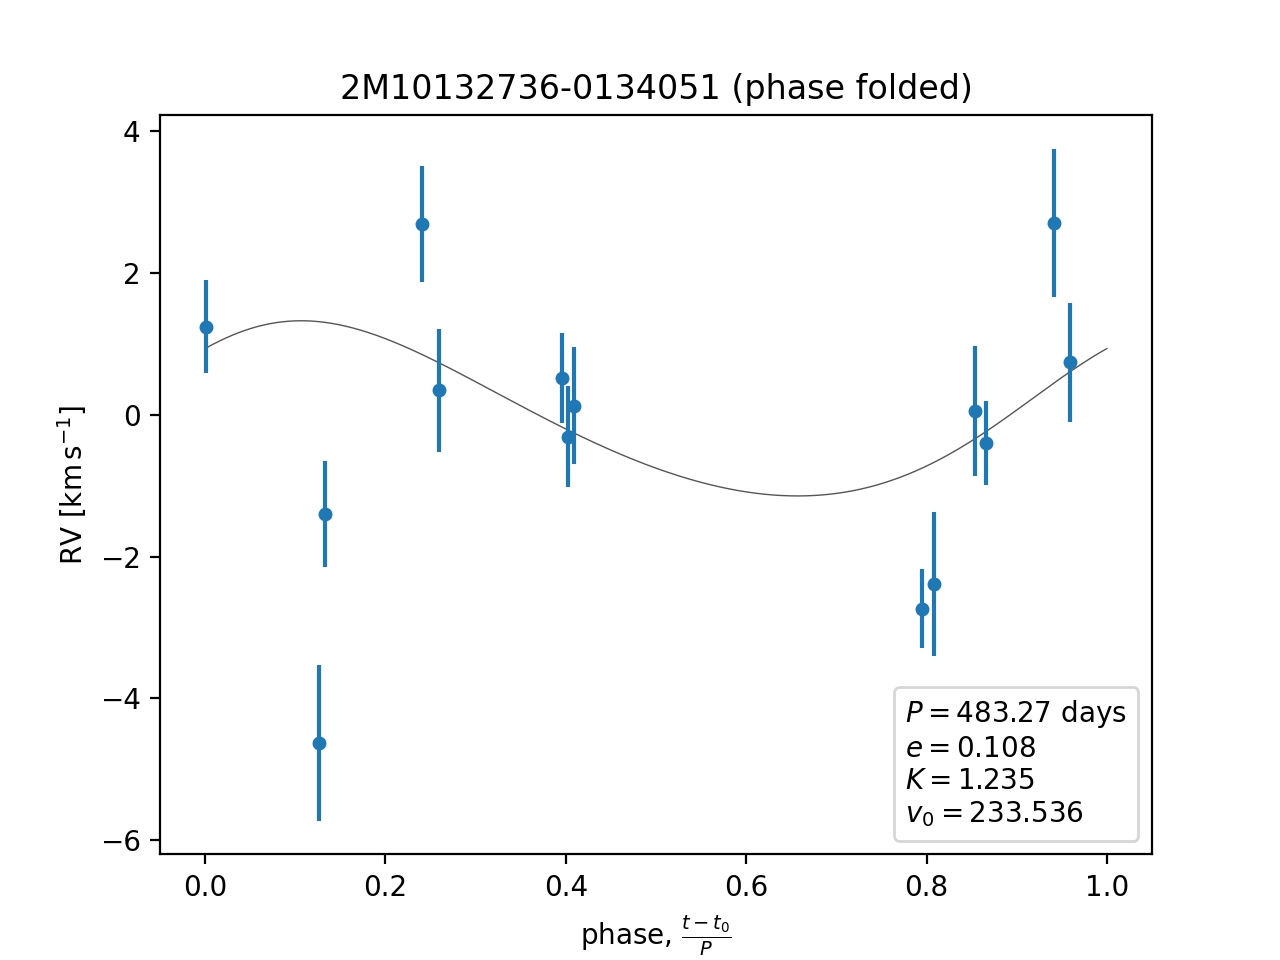 2M10132736-0134051 (phase folded)
4
2
0
−2
−4
−6
RV [km s⁻¹]
P = 483.27 days
e = 0.108
K = 1.235
v₀ = 233.536
0.0 0.2 0.4 0.6 0.8 1.0
phase, (t − t₀)/P